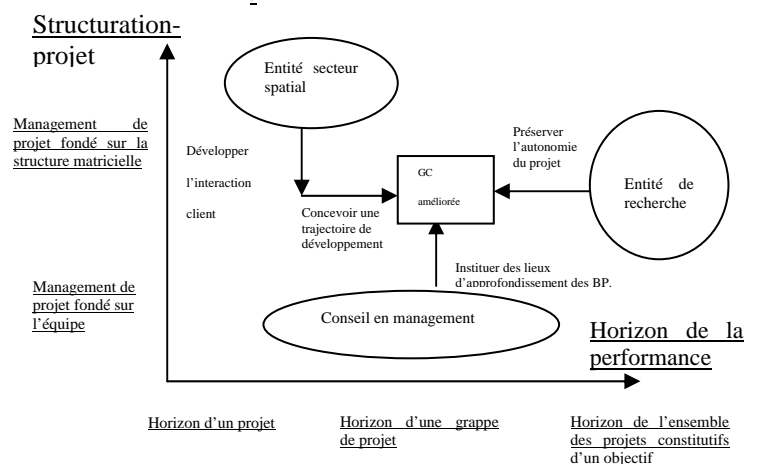 Structuration-
projet
Entité secteur
spatial
Management de
projet fondé sur la
structure matricielle
Développer
l'interaction
client
Préserver
l'autonomie
du projet
GC
améliorée
Entité de
recherche
Concevoir une
trajectoire de
développement
Instituer des lieux
d'approfondissement des BP.
Management de
projet fondé sur
l'équipe
Conseil en management
Horizon de la
performance
Horizon d'un projet
Horizon d'une grappe
de projet
Horizon de l'ensemble
des projets constitutifs
d'un objectif